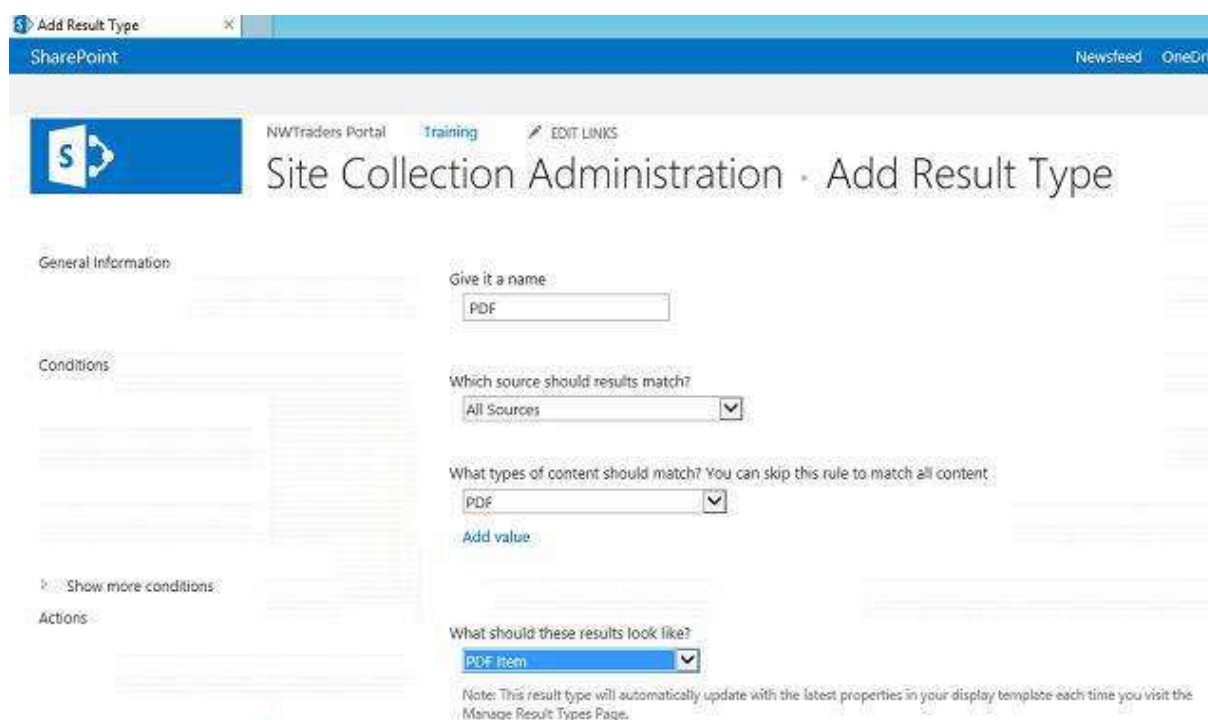 Add Result Type
SharePoint Newsfeed OneDri
NWTraders Portal Training EDIT LINKS
S
Site Collection Administration · Add Result Type
General Information
Give it a name
PDF
Conditions
Which source should results match?
All Sources
What types of content should match? You can skip this rule to match all content
PDF
Add value
Show more conditions
Actions
What should these results look like?
PDF Item
Note: This result type will automatically update with the latest properties in your display template each time you visit the
Manage Result Types Page.